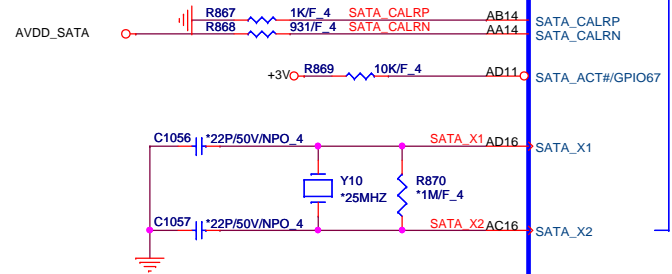 R867 1K/F_4 SATA_CALRP AB14 SATA_CALRP
AVDD_SATA R868 931/F_4 SATA_CALRN AA14 SATA_CALRN
+3V R869 10K/F_4 AD11 SATA_ACT#/GPIO67
C1056 *22P/50V/NPO_4 SATA_X1 AD16 SATA_X1
Y10 R870
*25MHZ *1M/F_4
C1057 *22P/50V/NPO_4 SATA_X2 AC16 SATA_X2